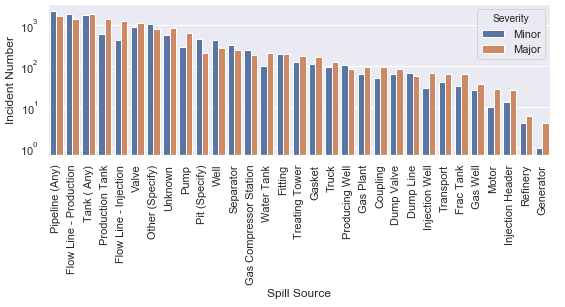 Severity
Minor
Major
Incident Number
10³
10²
10¹
10⁰
Pipeline (Any)
Flow Line - Production
Tank ( Any)
Production Tank
Flow Line - Injection
Valve
Other (Specify)
Unknown
Pump
Pit (Specify)
Well
Separator
Gas Compressor Station
Water Tank
Fitting
Treating Tower
Gasket
Truck
Producing Well
Gas Plant
Coupling
Dump Valve
Dump Line
Injection Well
Transport
Frac Tank
Gas Well
Motor
Injection Header
Refinery
Generator
Spill Source